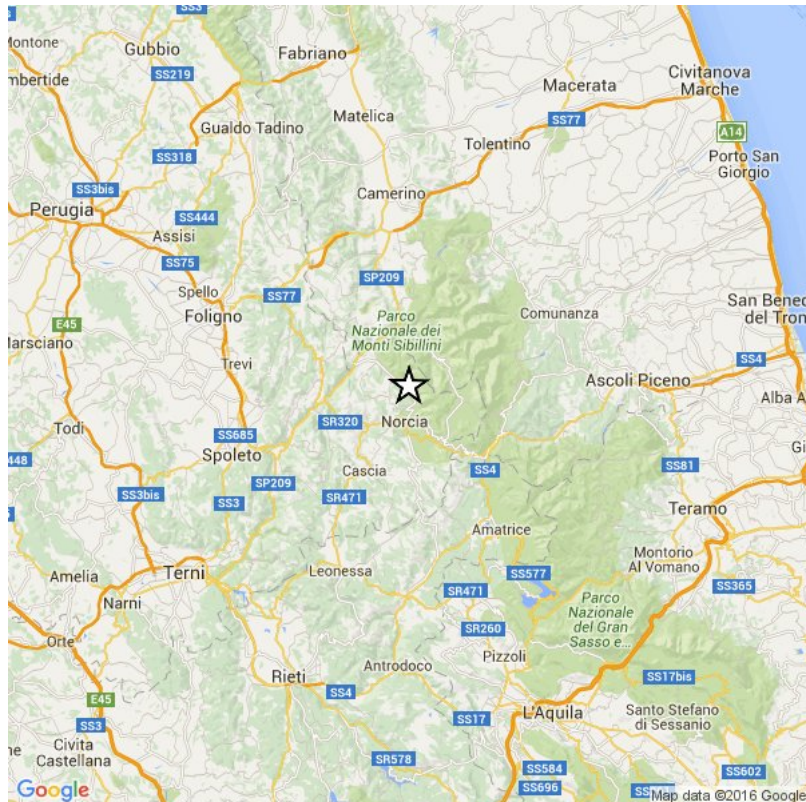 SS3
Montone
Gubbio
Fabriano
SS219
mbertide
Civitanova
Marche
Macerata
Matelica
Gualdo Tadino
SS77
Tolentino
A14
SS318
Porto San
Giorgio
SS3bis
Camerino
Perugia
SS444
Assisi
SS75
SP209
Spello
SS77
Foligno
Comunanza
San Bened
del Tron
Parco
Nazionale dei
Monti Sibillini
E45
Marsciano
Trevi
SS4
Ascoli Piceno
Alba A
Todi
SR320
Norcia
SS685
Spoleto
Gi
448
Cascia
SS4
SS81
SS3bis
SP209
SR471
SS3
Teramo
Amatrice
Montorio
Al Vomano
Terni
Leonessa
SS577
Amelia
SR471
SS365
Narni
Parco
Nazionale
del Gran
Sasso e...
SR260
Orte
Pizzoli
Antrodoco
Rieti
SS17bis
SS4
E45
L'Aquila
Santo Stefano
di Sessanio
SS3
SS17
Civita
Castellana
SR578
SS584
SS602
SS696
Google
Map data ©2016 Google